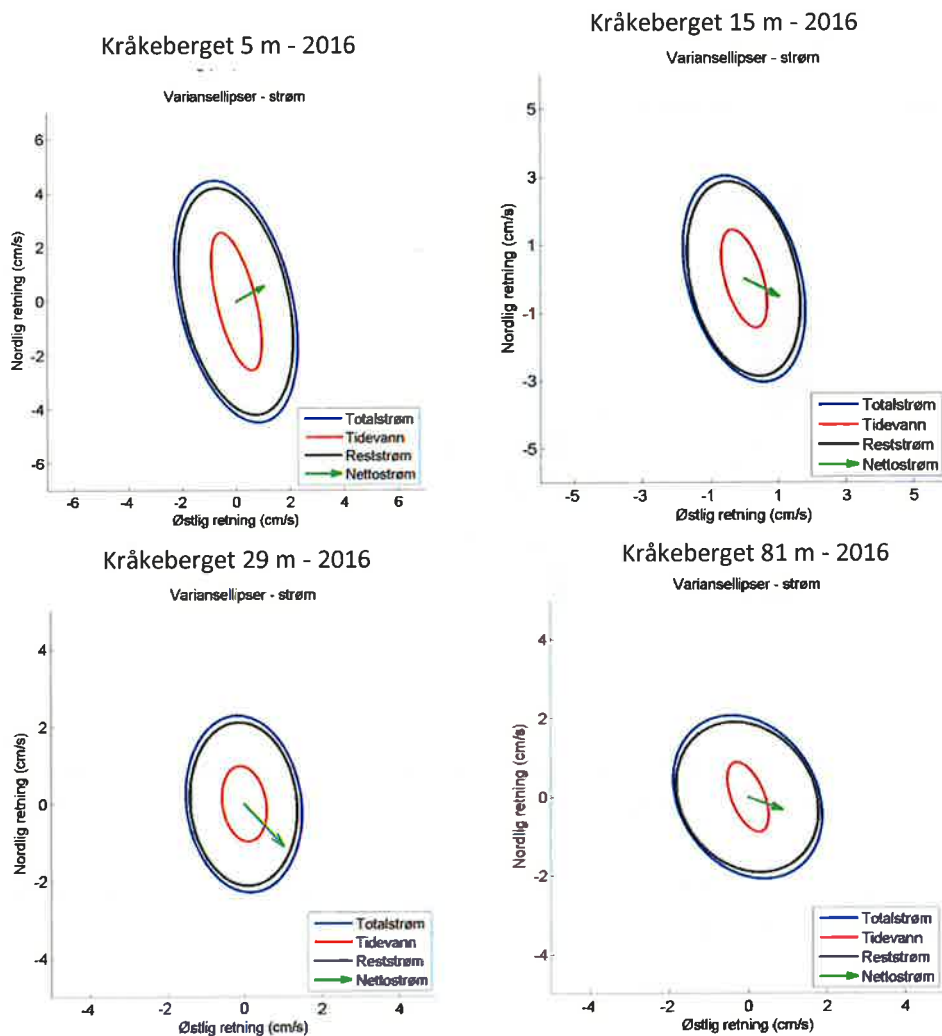 Kråkeberget 5 m - 2016
Variansellipser - strøm
Nordlig retning (cm/s)
6
4
2
0
-2
-4
-6
-6 -4 -2 0 2 4 6
Østlig retning (cm/s)
Totalstrøm
Tidevann
Reststrøm
Nettostrøm
Kråkeberget 15 m - 2016
Variansellipser - strøm
Nordlig retning (cm/s)
5
3
1
-1
-3
-5
-5 -3 -1 1 3 5
Østlig retning (cm/s)
Totalstrøm
Tidevann
Reststrøm
Nettostrøm
Kråkeberget 29 m - 2016
Variansellipser - strøm
Nordlig retning (cm/s)
4
2
0
-2
-4
-4 -2 0 2 4
Østlig retning (cm/s)
Totalstrøm
Tidevann
Reststrøm
Nettostrøm
Kråkeberget 81 m - 2016
Variansellipser - strøm
Nordlig retning (cm/s)
4
2
0
-2
-4
-4 -2 0 2 4
Østlig retning (cm/s)
Totalstrøm
Tidevann
Reststrøm
Nettostrøm